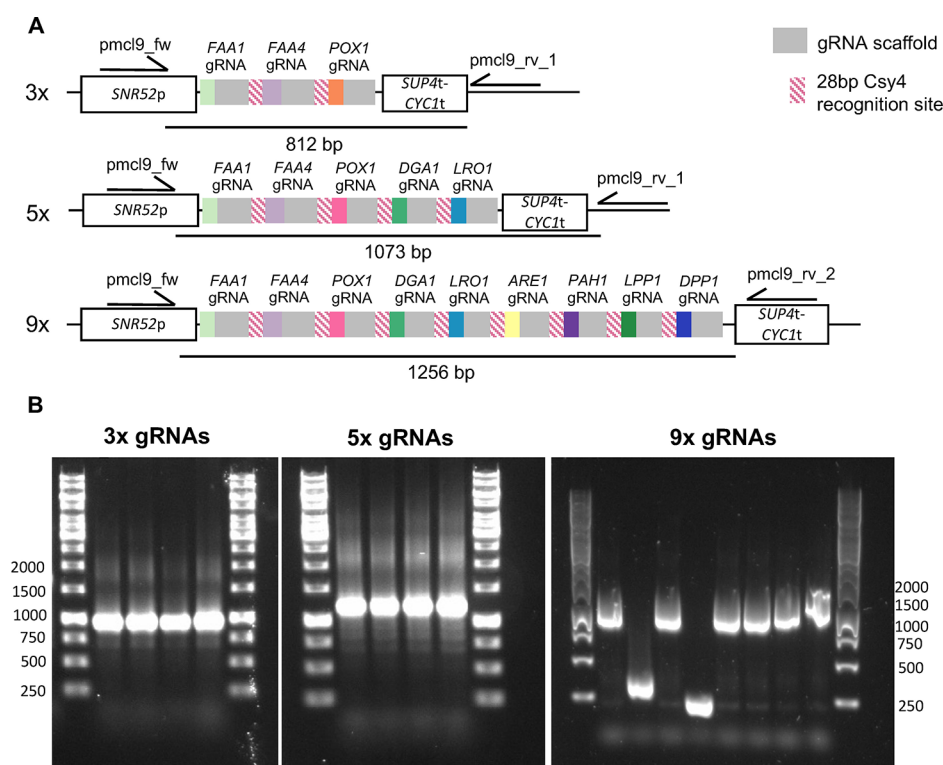 A
pmcl9_fw
FAA1 gRNA
FAA4 gRNA
POX1 gRNA
pmcl9_rv_1
3x
SNR52p
SUP4t-
CYC1t
812 bp
gRNA scaffold
28bp Csy4
recognition site
pmcl9_fw
FAA1 gRNA
FAA4 gRNA
POX1 gRNA
DGA1 gRNA
LRO1 gRNA
pmcl9_rv_1
5x
SNR52p
SUP4t-
CYC1t
1073 bp
pmcl9_fw
FAA1 gRNA
FAA4 gRNA
POX1 gRNA
DGA1 gRNA
LRO1 gRNA
ARE1 gRNA
PAH1 gRNA
LPP1 gRNA
DPP1 gRNA
pmcl9_rv_2
9x
SNR52p
SUP4t-
CYC1t
1256 bp
B
3x gRNAs
5x gRNAs
9x gRNAs
2000
1500
1000
750
500
250
2000
1500
1000
750
500
250